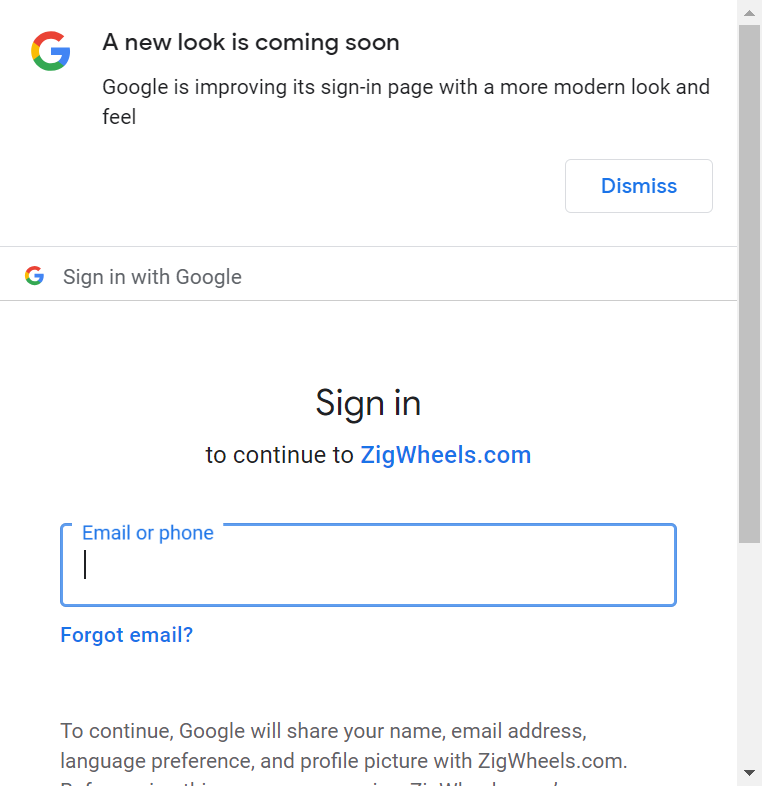 A new look is coming soon
Google is improving its sign-in page with a more modern look and
feel
Dismiss
Sign in with Google
Sign in
to continue to ZigWheels.com
Email or phone
Forgot email?
To continue, Google will share your name, email address,
language preference, and profile picture with ZigWheels.com.